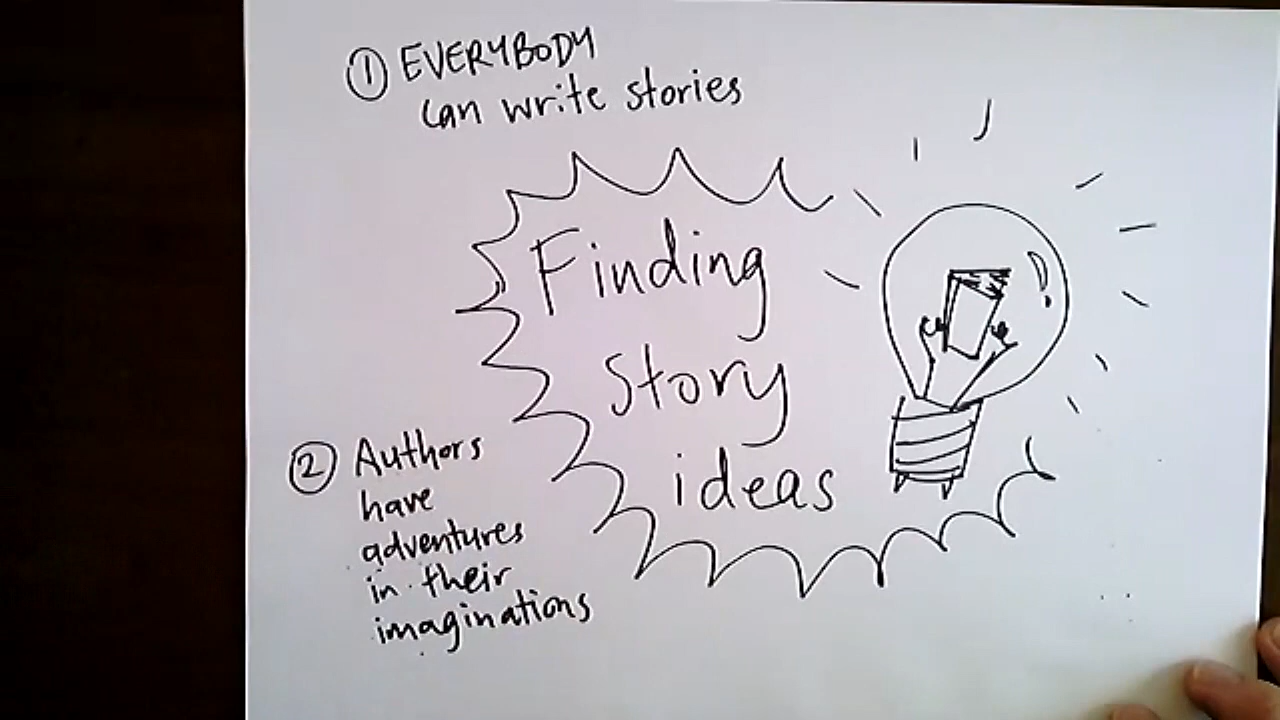 ① EVERYBODY
can write stories
Finding
Story
ideas
② Authors
have
adventures
in their
imaginations